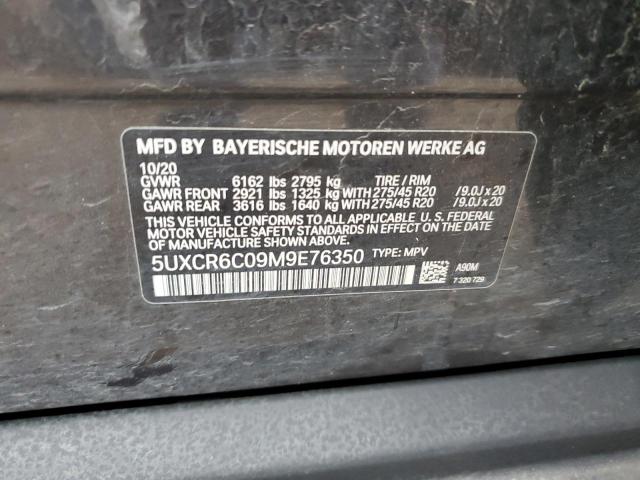 MFD BY BAYERISCHE MOTOREN WERKE AG
10/20
GVWR 6162 lbs 2795 kg TIRE / RIM
GAWR FRONT 2921 lbs 1325 kg WITH 275/45 R20 /9.0J x 20
GAWR REAR 3616 lbs 1640 kg WITH 275/45 R20 /9.0J x 20
THIS VEHICLE CONFORMS TO ALL APPLICABLE U. S. FEDERAL
MOTOR VEHICLE SAFETY STANDARDS IN EFFECT ON THE
DATE OF MANUFACTURE SHOWN ABOVE.
5UXCR6C09M9E76350 TYPE: MPV
A90M
7 320 729